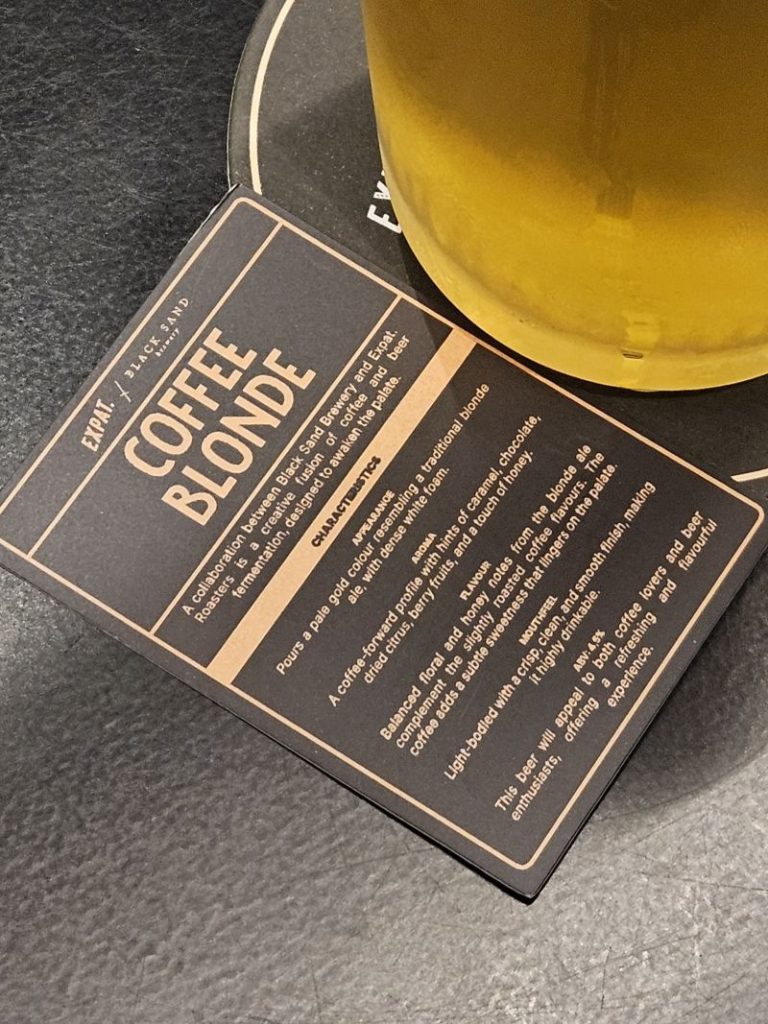 EX
EXPAT. / BLACK SAND
brewery
COFFEE
BLONDE
A collaboration between Black Sand Brewery and Expat.
Roasters is a creative fusion of coffee and beer
fermentation, designed to awaken the palate.
CHARACTERISTICS
APPEARANCE
Pours a pale gold colour resembling a traditional blonde
ale, with dense white foam.
AROMA
A coffee-forward profile with hints of caramel, chocolate,
dried citrus, berry fruits, and a touch of honey.
FLAVOUR
Balanced floral and honey notes from the blonde ale
complement the slightly roasted coffee flavours. The
coffee adds a subtle sweetness that lingers on the palate.
MOUTHFEEL
Light-bodied with a crisp, clean, and smooth finish, making
it highly drinkable.
ABV 4.5%
This beer will appeal to both coffee lovers and beer
enthusiasts, offering a refreshing and flavourful
experience.